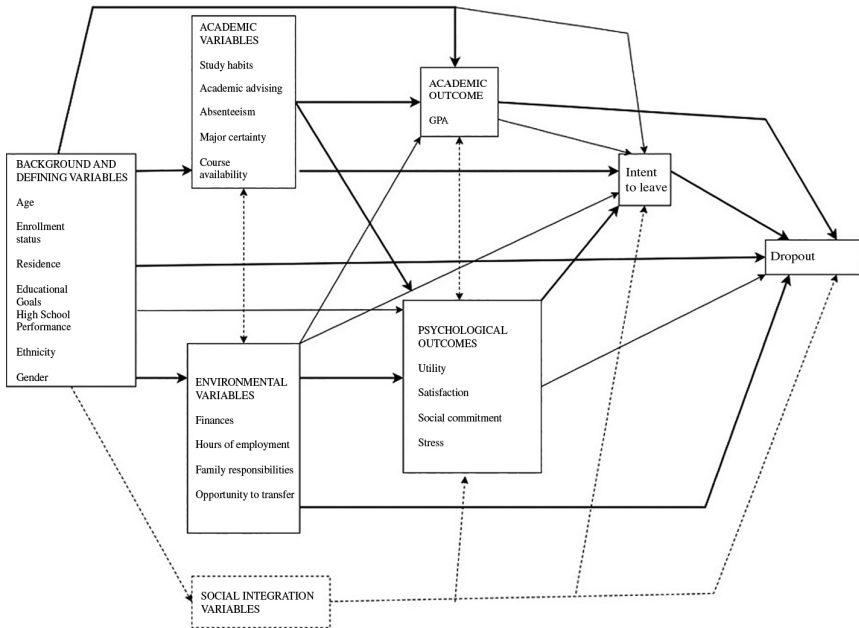 BACKGROUND AND
DEFINING VARIABLES
Age
Enrollment
status
Residence
Educational
Goals
High School
Performance
Ethnicity
Gender
ACADEMIC
VARIABLES
Study habits
Academic advising
Absenteeism
Major certainty
Course
availability
ENVIRONMENTAL
VARIABLES
Finances
Hours of employment
Family responsibilities
Opportunity to transfer
SOCIAL INTEGRATION
VARIABLES
ACADEMIC
OUTCOME
GPA
PSYCHOLOGICAL
OUTCOMES
Utility
Satisfaction
Social commitment
Stress
Intent
to leave
Dropout